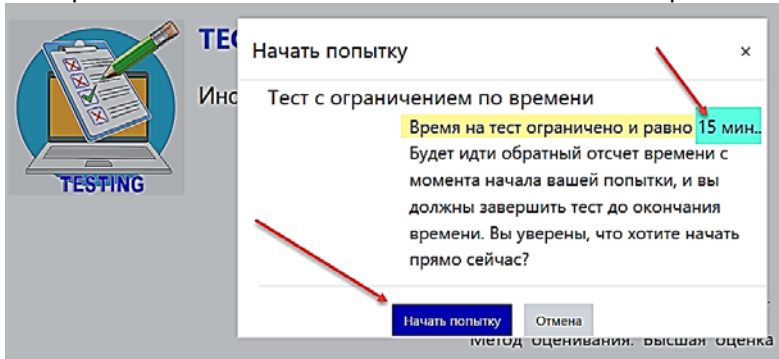 ТЕС
Инс
TESTING
Начать попытку ×
Тест с ограничением по времени
Время на тест ограничено и равно 15 мин..
Будет идти обратный отсчет времени с
момента начала вашей попытки, и вы
должны завершить тест до окончания
времени. Вы уверены, что хотите начать
прямо сейчас?
Начать попытку Отмена
Метод оценивания: Высшая оценка